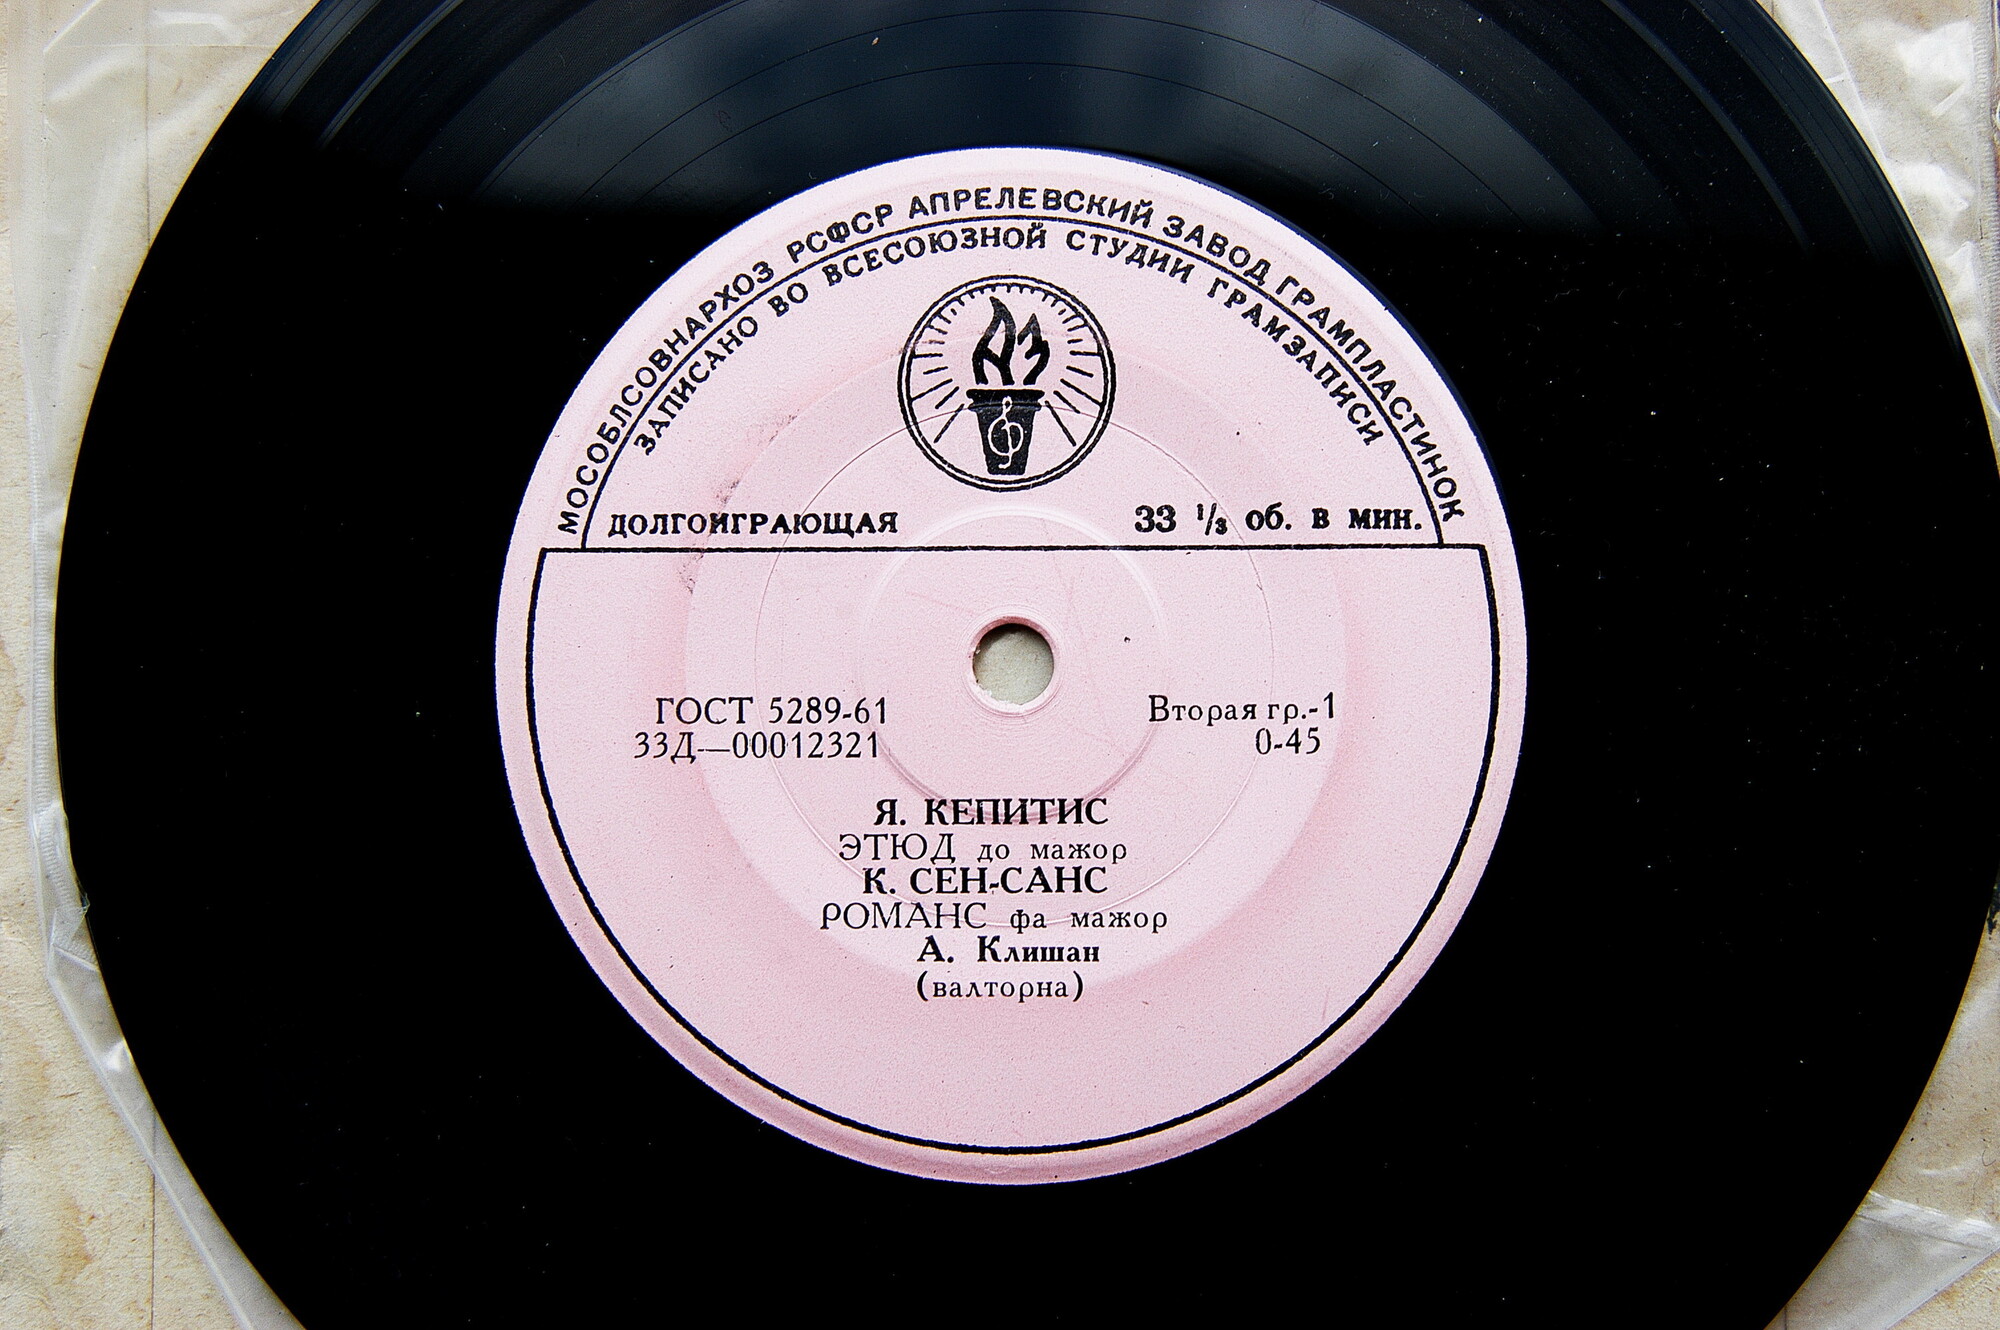 МОСОБЛСОВНАРХОЗ РСФСР АПРЕЛЕВСКИЙ ЗАВОД ГРАМПЛАСТИНОК
ЗАПИСАНО ВО ВСЕСОЮЗНОЙ СТУДИИ ГРАМЗАПИСИ
АЗ
ДОЛГОИГРАЮЩАЯ 33 1/3 об. в мин.
ГОСТ 5289-61 Вторая гр.-1
33Д—00012321 0-45
Я. КЕПИТИС
ЭТЮД до мажор
К. СЕН-САНС
РОМАНС фа мажор
А. Клишан
(валторна)